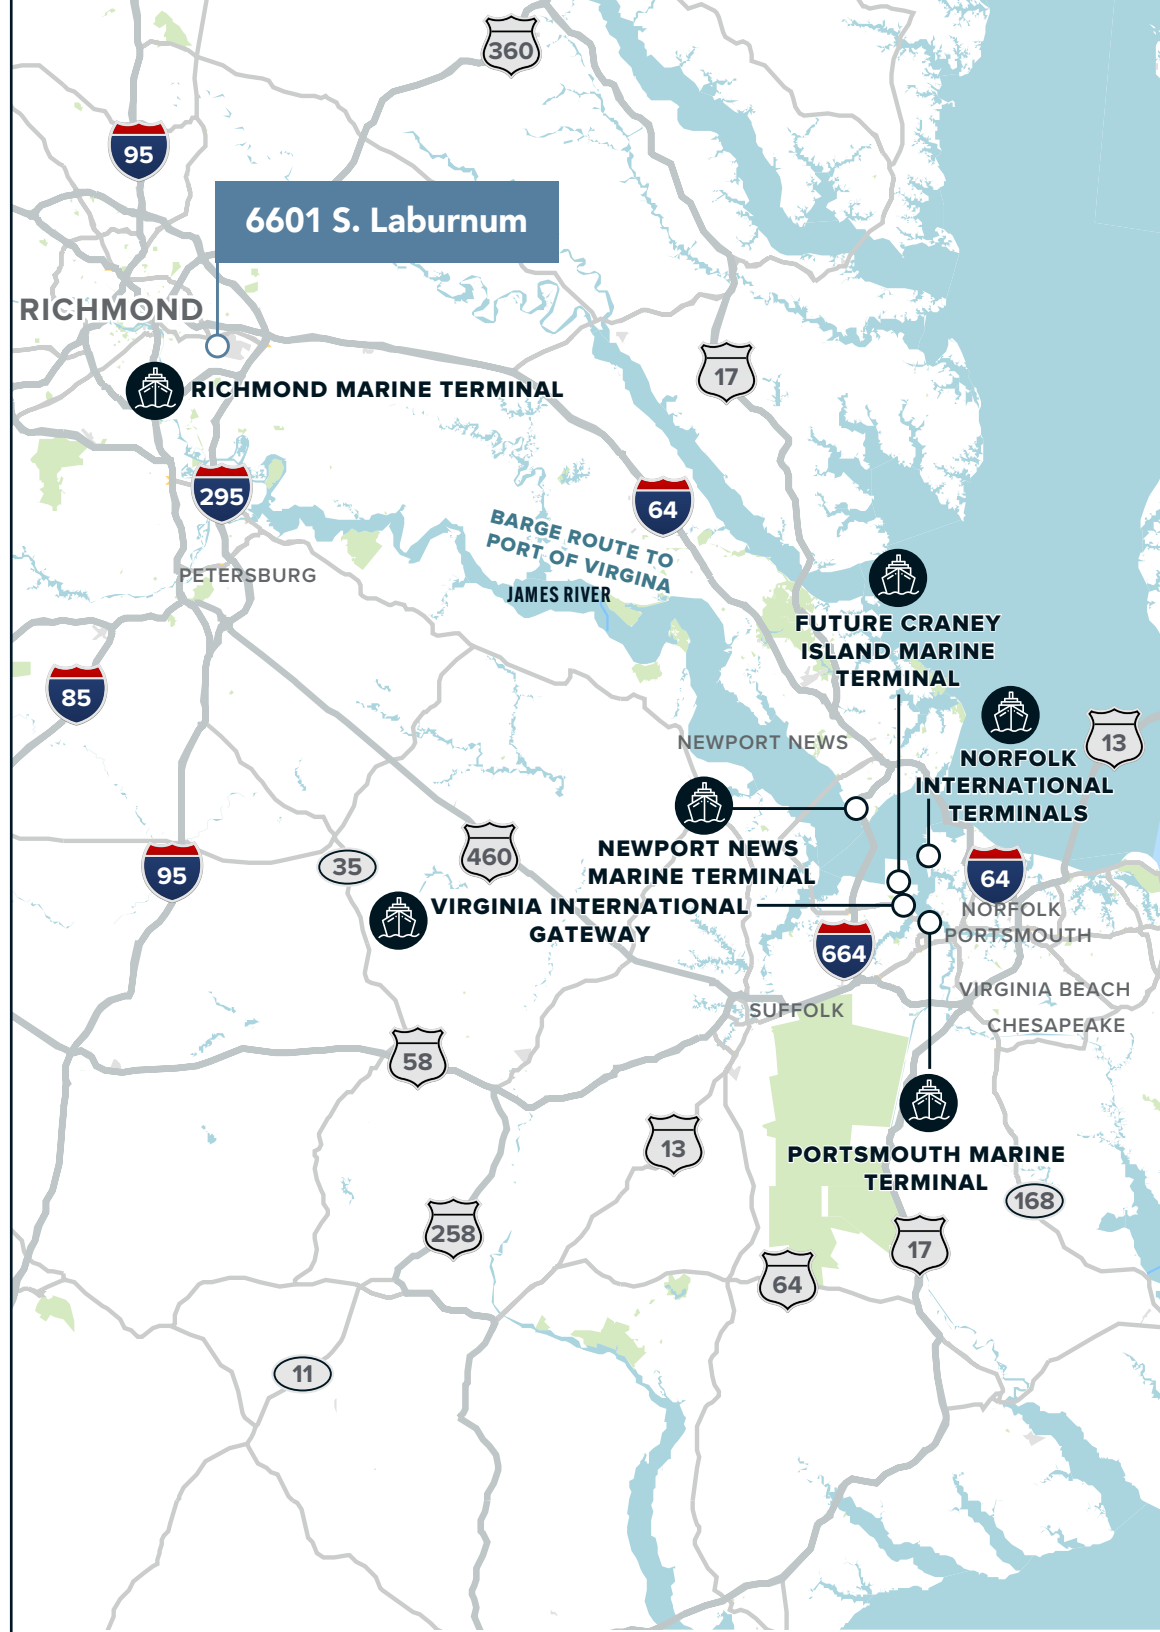 360
95
6601 S. Laburnum
RICHMOND
17
RICHMOND MARINE TERMINAL
295
64
BARGE ROUTE TO
PORT OF VIRGINA
JAMES RIVER
PETERSBURG
FUTURE CRANEY
ISLAND MARINE
TERMINAL
85
NEWPORT NEWS
13
NORFOLK
INTERNATIONAL
TERMINALS
NEWPORT NEWS
MARINE TERMINAL
460
35
95
64
VIRGINIA INTERNATIONAL
GATEWAY
NORFOLK
PORTSMOUTH
664
VIRGINIA BEACH
SUFFOLK
CHESAPEAKE
58
13
PORTSMOUTH MARINE
TERMINAL
168
258
17
64
11